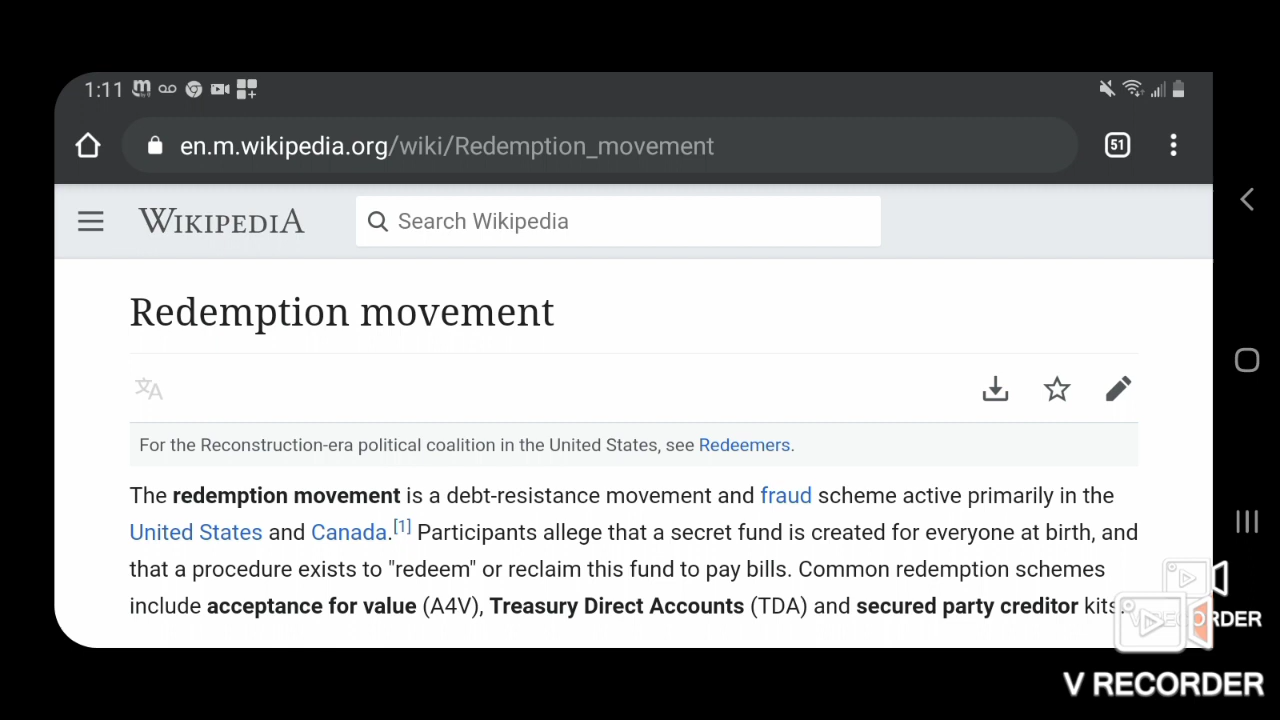 1:11
en.m.wikipedia.org/wiki/Redemption_movement
51
WIKIPEDIA
Search Wikipedia
Redemption movement
For the Reconstruction-era political coalition in the United States, see Redeemers.
The redemption movement is a debt-resistance movement and fraud scheme active primarily in the
United States and Canada.[1] Participants allege that a secret fund is created for everyone at birth, and
that a procedure exists to "redeem" or reclaim this fund to pay bills. Common redemption schemes
include acceptance for value (A4V), Treasury Direct Accounts (TDA) and secured party creditor kits.
V RECORDER